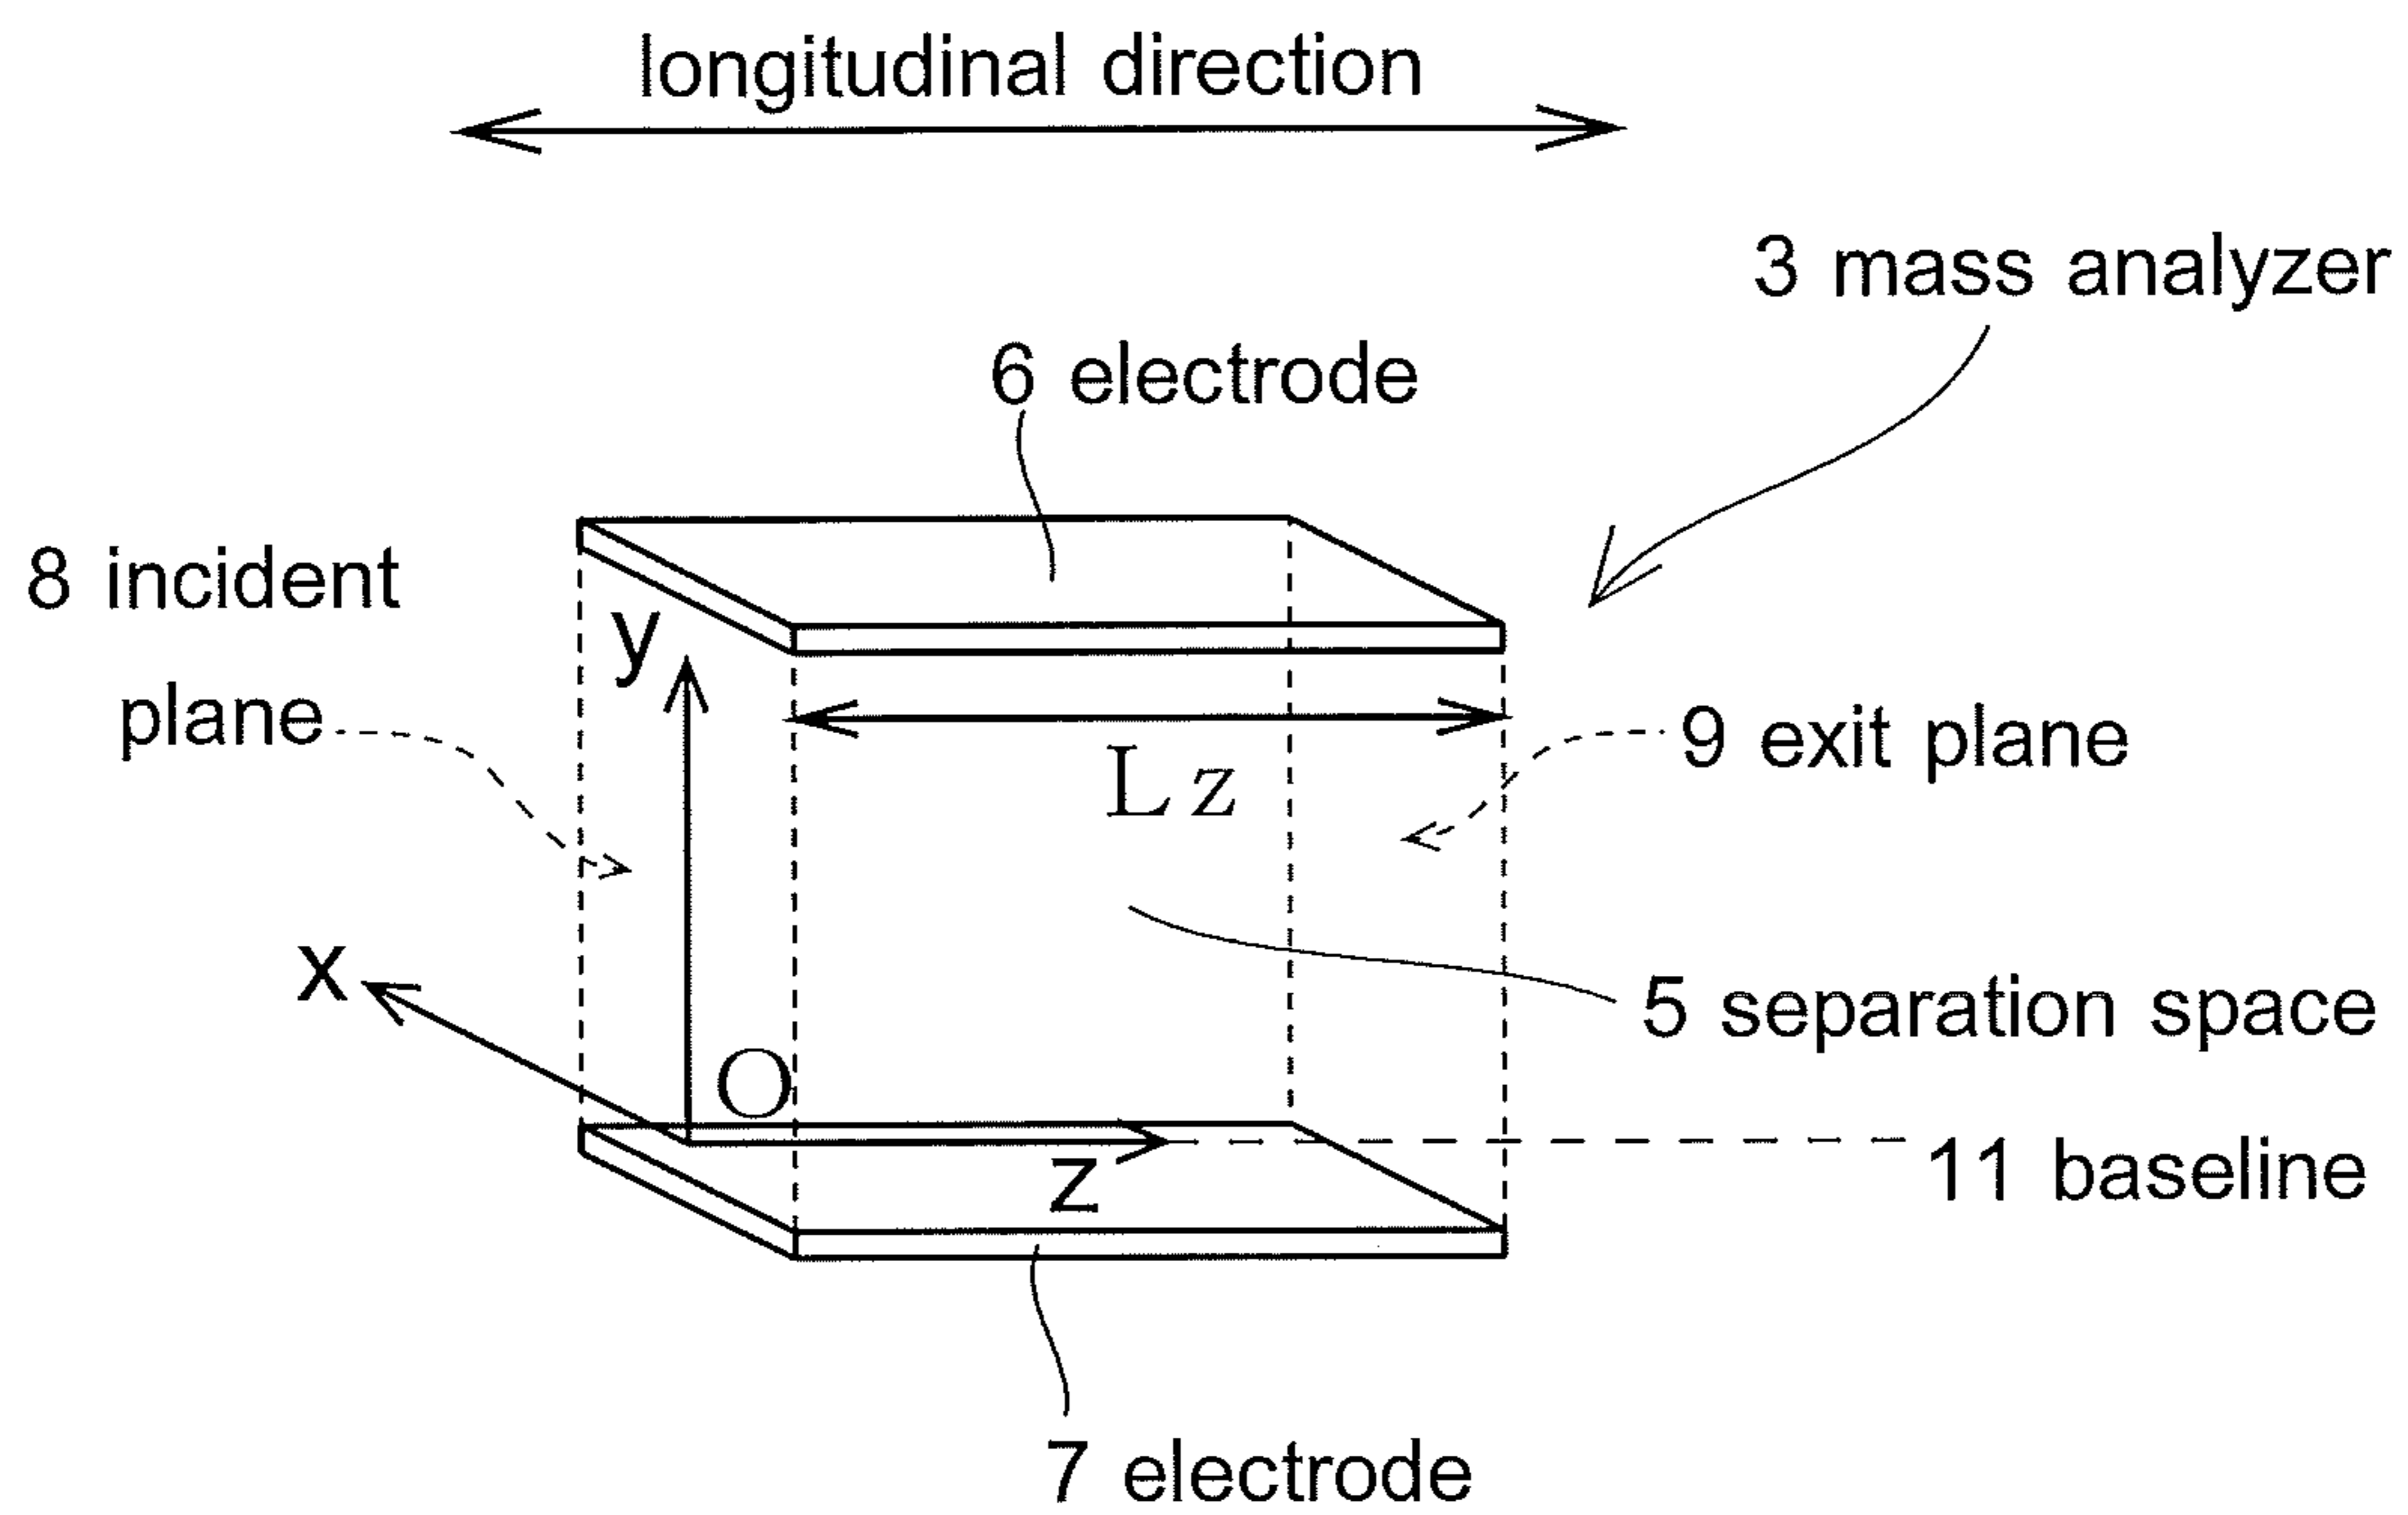 longitudinal direction
3 mass analyzer
6 electrode
8 incident
plane
y
Lz
9 exit plane
x
O
5 separation space
z
11 baseline
7 electrode